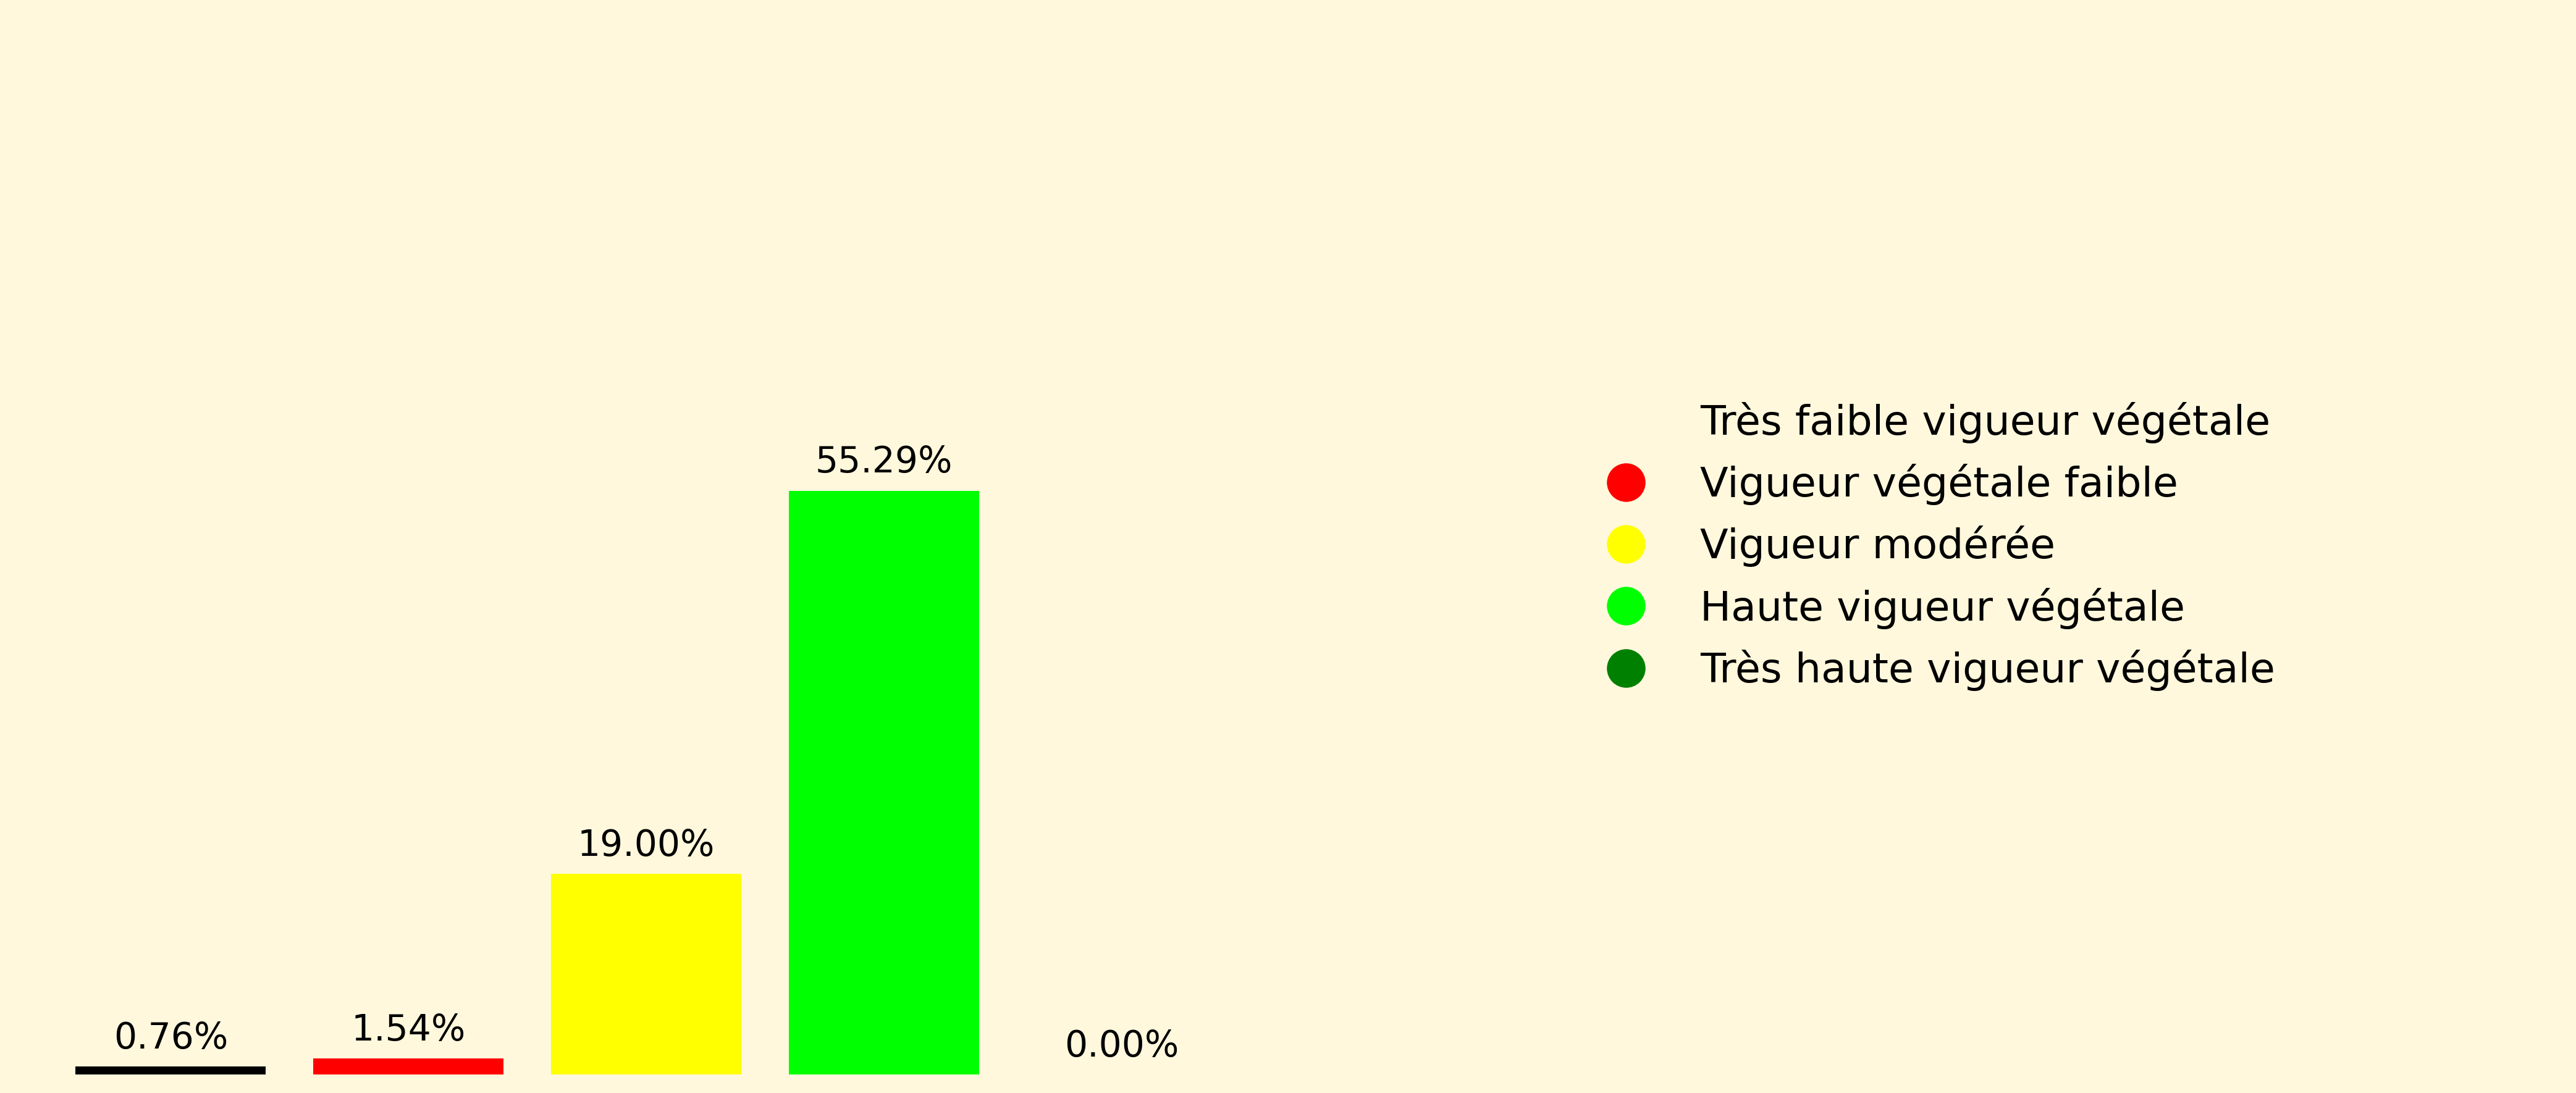 Très faible vigueur végétale
Vigueur végétale faible
Vigueur modérée
Haute vigueur végétale
Très haute vigueur végétale
55.29%
19.00%
1.54%
0.76%
0.00%